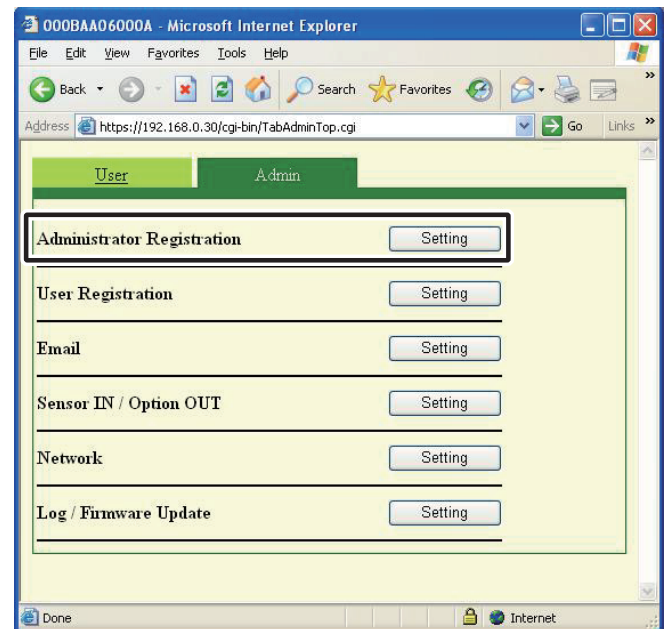 000BAA06000A - Microsoft Internet Explorer
File Edit View Favorites Tools Help
Back Search Favorites »
Address https://192.168.0.30/cgi-bin/TabAdminTop.cgi Go Links »
User Admin
Administrator Registration Setting
User Registration Setting
Email Setting
Sensor IN / Option OUT Setting
Network Setting
Log / Firmware Update Setting
Done Internet